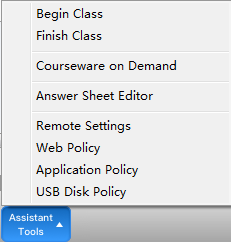 Begin Class
Finish Class
Courseware on Demand
Answer Sheet Editor
Remote Settings
Web Policy
Application Policy
USB Disk Policy
Assistant
Tools